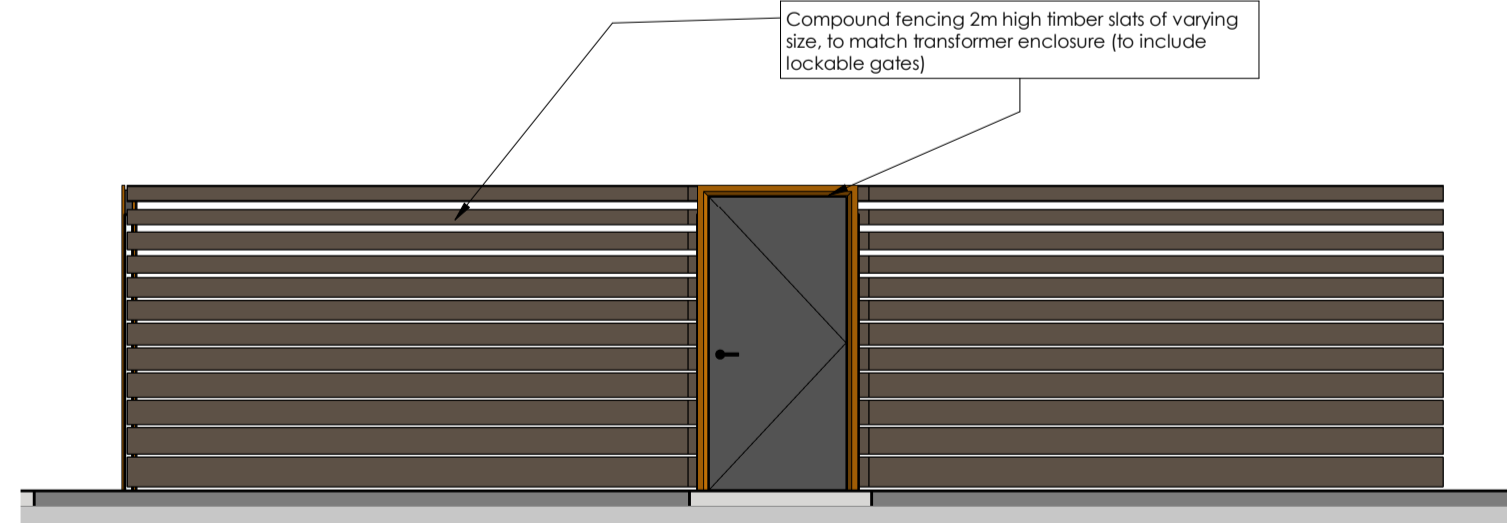 Compound fencing 2m high timber slats of varying
size, to match transformer enclosure (to include
lockable gates)